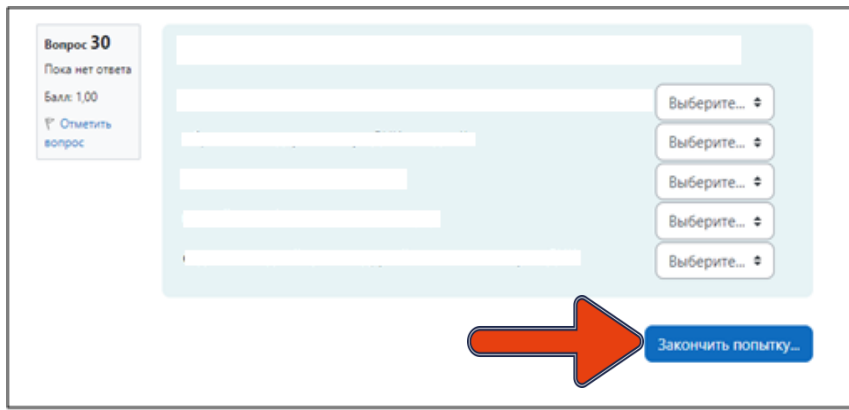 Вопрос 30
Пока нет ответа
Балл: 1,00
Отметить
вопрос
Выберите...
Выберите...
Выберите...
Выберите...
Выберите...
Закончить попытку...